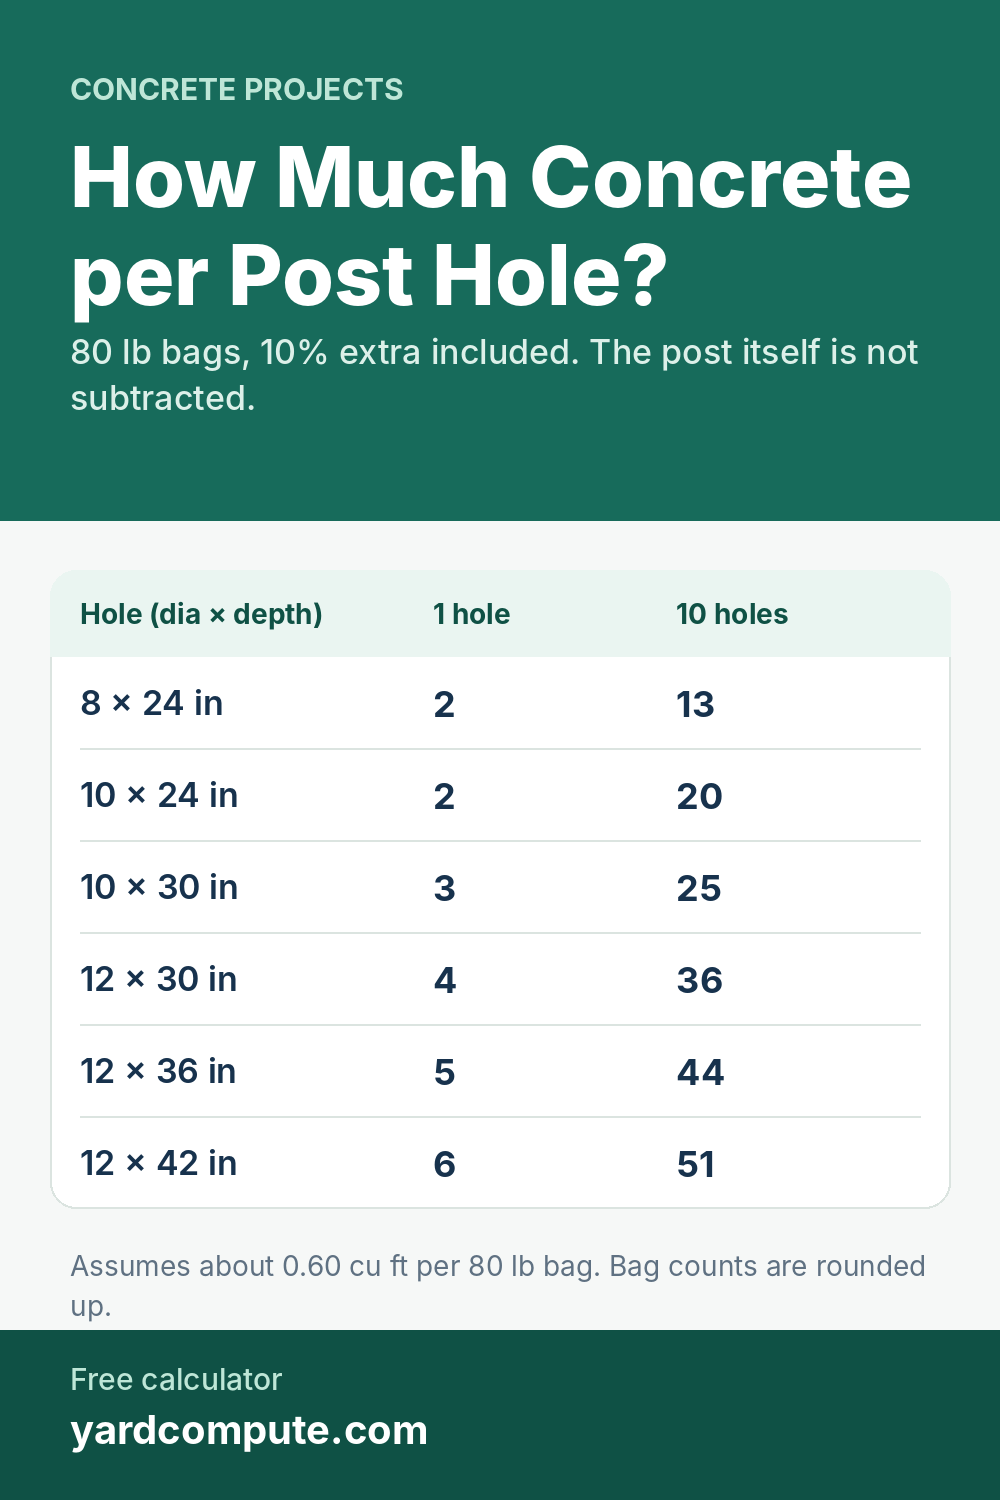 CONCRETE PROJECTS
How Much Concrete
per Post Hole?
80 lb bags, 10% extra included. The post itself is not
subtracted.
Hole (dia × depth) 1 hole 10 holes
8 × 24 in 2 13
10 × 24 in 2 20
10 × 30 in 3 25
12 × 30 in 4 36
12 × 36 in 5 44
12 × 42 in 6 51
Assumes about 0.60 cu ft per 80 lb bag. Bag counts are rounded
up.
Free calculator
yardcompute.com